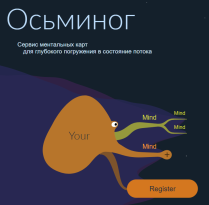 Осьминог
Сервис ментальных карт
для глубокого погружения в состояние потока
Your
Mind
Mind
Mind
Mind
Register